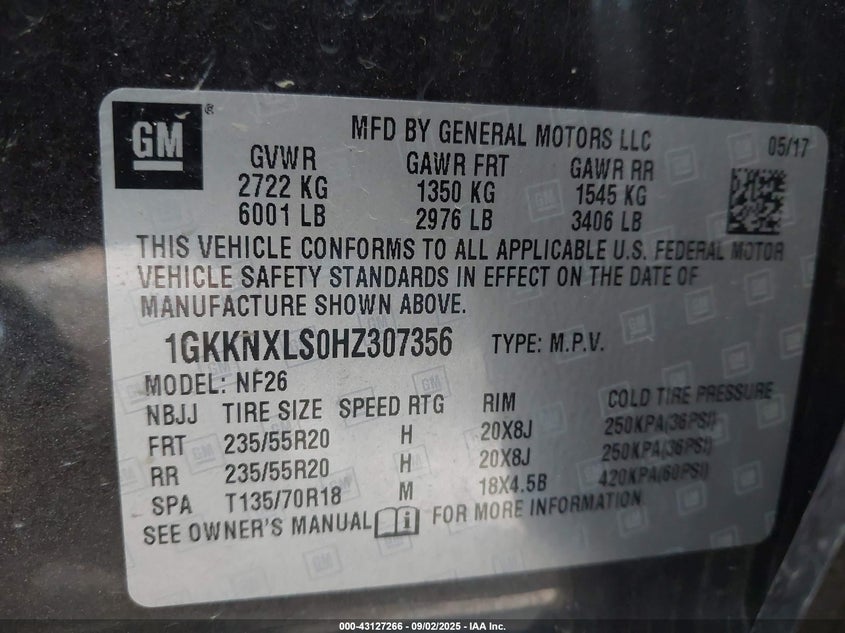 GM ®
MFD BY GENERAL MOTORS LLC 05/17
GVWR GAWR FRT GAWR RR
2722 KG 1350 KG 1545 KG
6001 LB 2976 LB 3406 LB
THIS VEHICLE CONFORMS TO ALL APPLICABLE U.S. FEDERAL MOTOR
VEHICLE SAFETY STANDARDS IN EFFECT ON THE DATE OF
MANUFACTURE SHOWN ABOVE.
1GKKNXLS0HZ307356 TYPE: M.P.V.
MODEL: NF26
NBJJ TIRE SIZE SPEED RTG RIM COLD TIRE PRESSURE
FRT 235/55R20 H 20X8J 250KPA(36PSI)
RR 235/55R20 H 20X8J 250KPA(36PSI)
SPA T135/70R18 M 18X4.5B 420KPA(60PSI)
SEE OWNER'S MANUAL FOR MORE INFORMATION
000-43127266 - 09/02/2025 - IAA Inc.